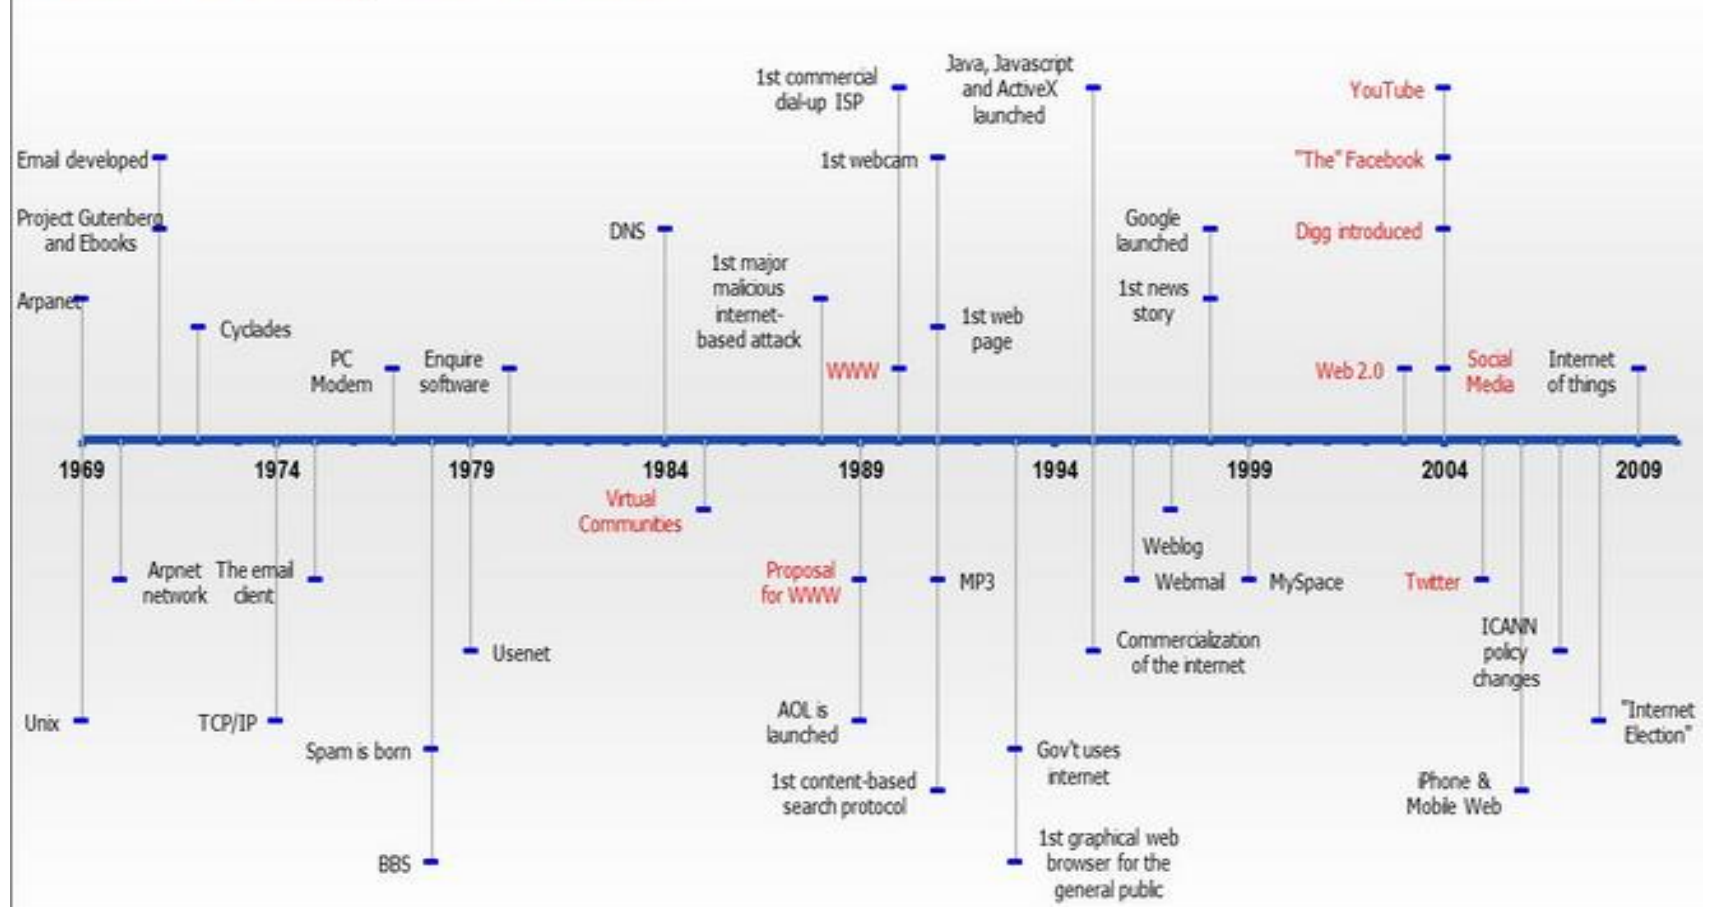 1st commercial
dial-up ISP
Java, Javascript
and ActiveX
launched
YouTube
Email developed
1st webcam
"The" Facebook
Project Gutenberg
and Ebooks
DNS
Google
launched
Digg introduced
Arpanet
1st major
malicious
internet-
based attack
1st news
story
Cyclades
1st web
page
PC
Modem
Enquire
software
WWW
Web 2.0
Social
Media
Internet
of things
1969
1974
1979
1984
1989
1994
1999
2004
2009
Virtual
Communities
Weblog
Arpnet
network
The email
client
Proposal
for WWW
MP3
Webmail
MySpace
Twitter
Usenet
Commercialization
of the internet
ICANN
policy
changes
Unix
TCP/IP
AOL is
launched
"Internet
Election"
Spam is born
Gov't uses
internet
1st content-based
search protocol
iPhone &
Mobile Web
BBS
1st graphical web
browser for the
general public